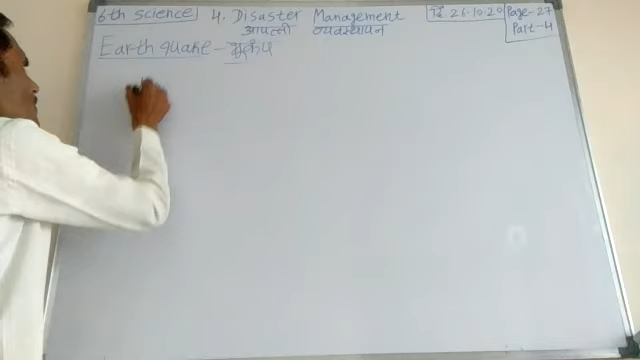 6th science 4. Disaster Management दि. 26-10-20 Page-27
आपत्ती व्यवस्थापन Part-4
Earth quake - भूकंप